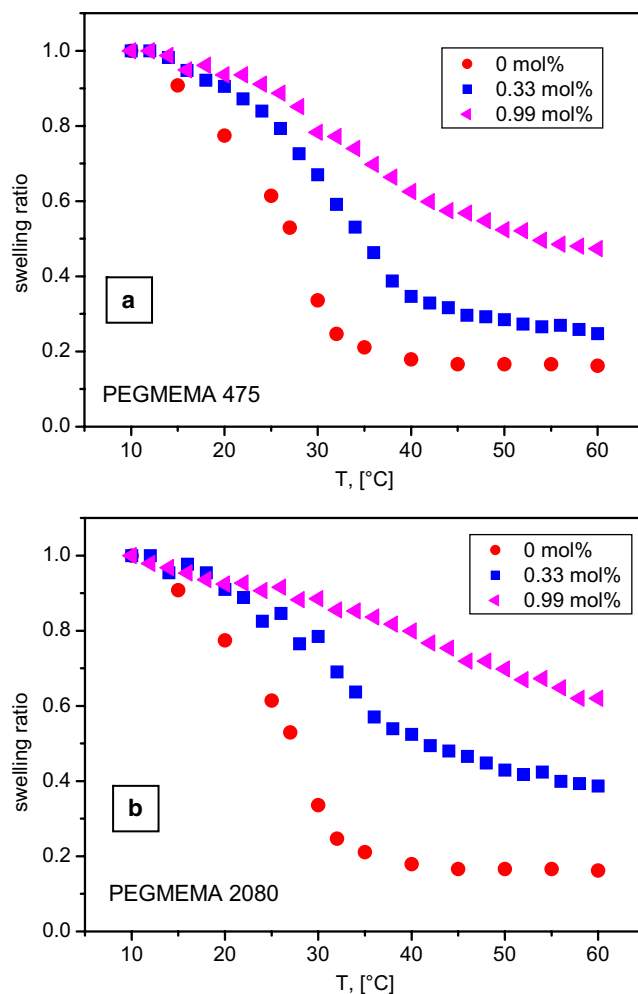 1.0
0.8
0.6
0.4
0.2
0.0
swelling ratio
0 mol%
0.33 mol%
0.99 mol%
a
PEGMEMA 475
10 20 30 40 50 60
T, [°C]
1.0
0.8
0.6
0.4
0.2
0.0
swelling ratio
0 mol%
0.33 mol%
0.99 mol%
b
PEGMEMA 2080
10 20 30 40 50 60
T, [°C]